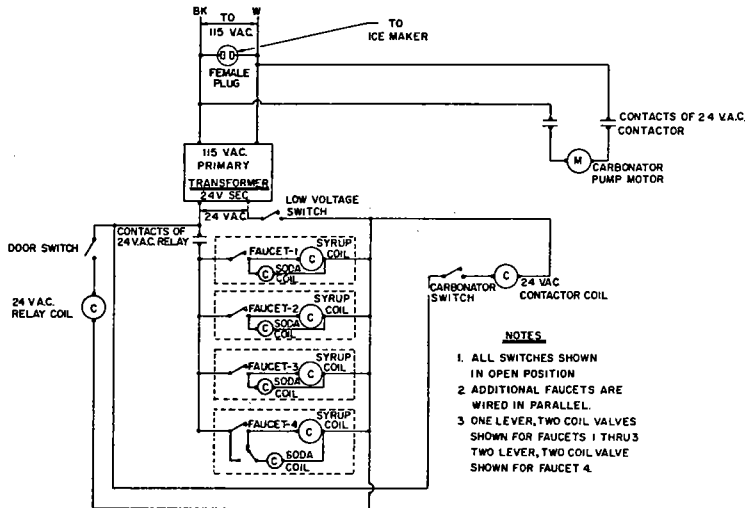 BK TO W
115 V.A.C.
TO
ICE MAKER
FEMALE
PLUG
CONTACTS OF 24 V.A.C.
CONTACTOR
M
CARBONATOR
PUMP MOTOR
115 V.A.C.
PRIMARY
TRANSFORMER
24V SEC.
24 V.A.C.
LOW VOLTAGE
SWITCH
CONTACTS OF
24 V.A.C. RELAY
DOOR SWITCH
24 V.A.C.
RELAY COIL
C
FAUCET-1
SYRUP
COIL
C
C
SODA
COIL
FAUCET-2
SYRUP
COIL
C
C
SODA
COIL
FAUCET-3
SYRUP
COIL
C
C
SODA
COIL
FAUCET-4
SYRUP
COIL
C
C
SODA
COIL
CARBONATOR
SWITCH
C
24 VAC
CONTACTOR COIL
NOTES
1. ALL SWITCHES SHOWN
IN OPEN POSITION
2 ADDITIONAL FAUCETS ARE
WIRED IN PARALLEL.
3 ONE LEVER, TWO COIL VALVES
SHOWN FOR FAUCETS 1 THRU 3
TWO LEVER, TWO COIL VALVE
SHOWN FOR FAUCET 4.